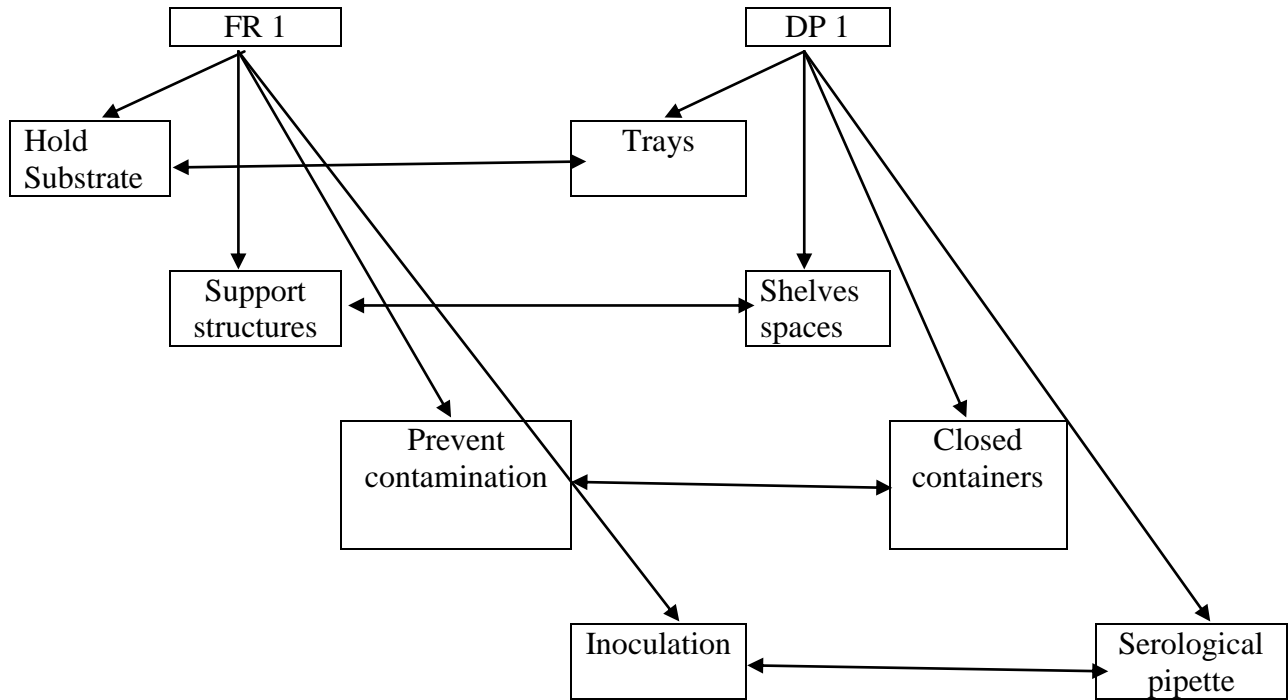 FR 1
DP 1
Hold
Substrate
Trays
Support
structures
Shelves
spaces
Prevent
contamination
Closed
containers
Inoculation
Serological
pipette